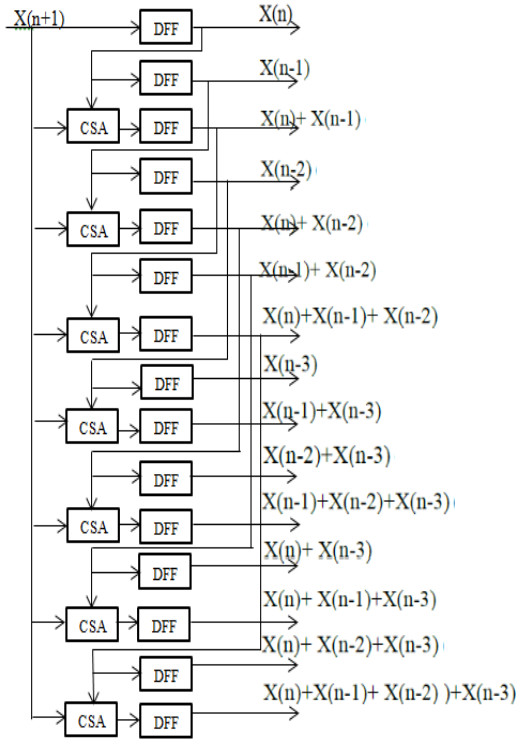 X(n+1) DFF X(n)
DFF X(n-1)
CSA DFF X(n)+ X(n-1)
DFF X(n-2)
CSA DFF X(n)+ X(n-2)
DFF X(n-1)+ X(n-2)
CSA DFF X(n)+X(n-1)+ X(n-2)
DFF X(n-3)
CSA DFF X(n-1)+X(n-3)
DFF X(n-2)+X(n-3)
CSA DFF X(n-1)+X(n-2)+X(n-3)
DFF X(n)+ X(n-3)
CSA DFF X(n)+ X(n-1)+X(n-3)
DFF X(n)+ X(n-2)+X(n-3)
CSA DFF X(n)+X(n-1)+ X(n-2) )+X(n-3)